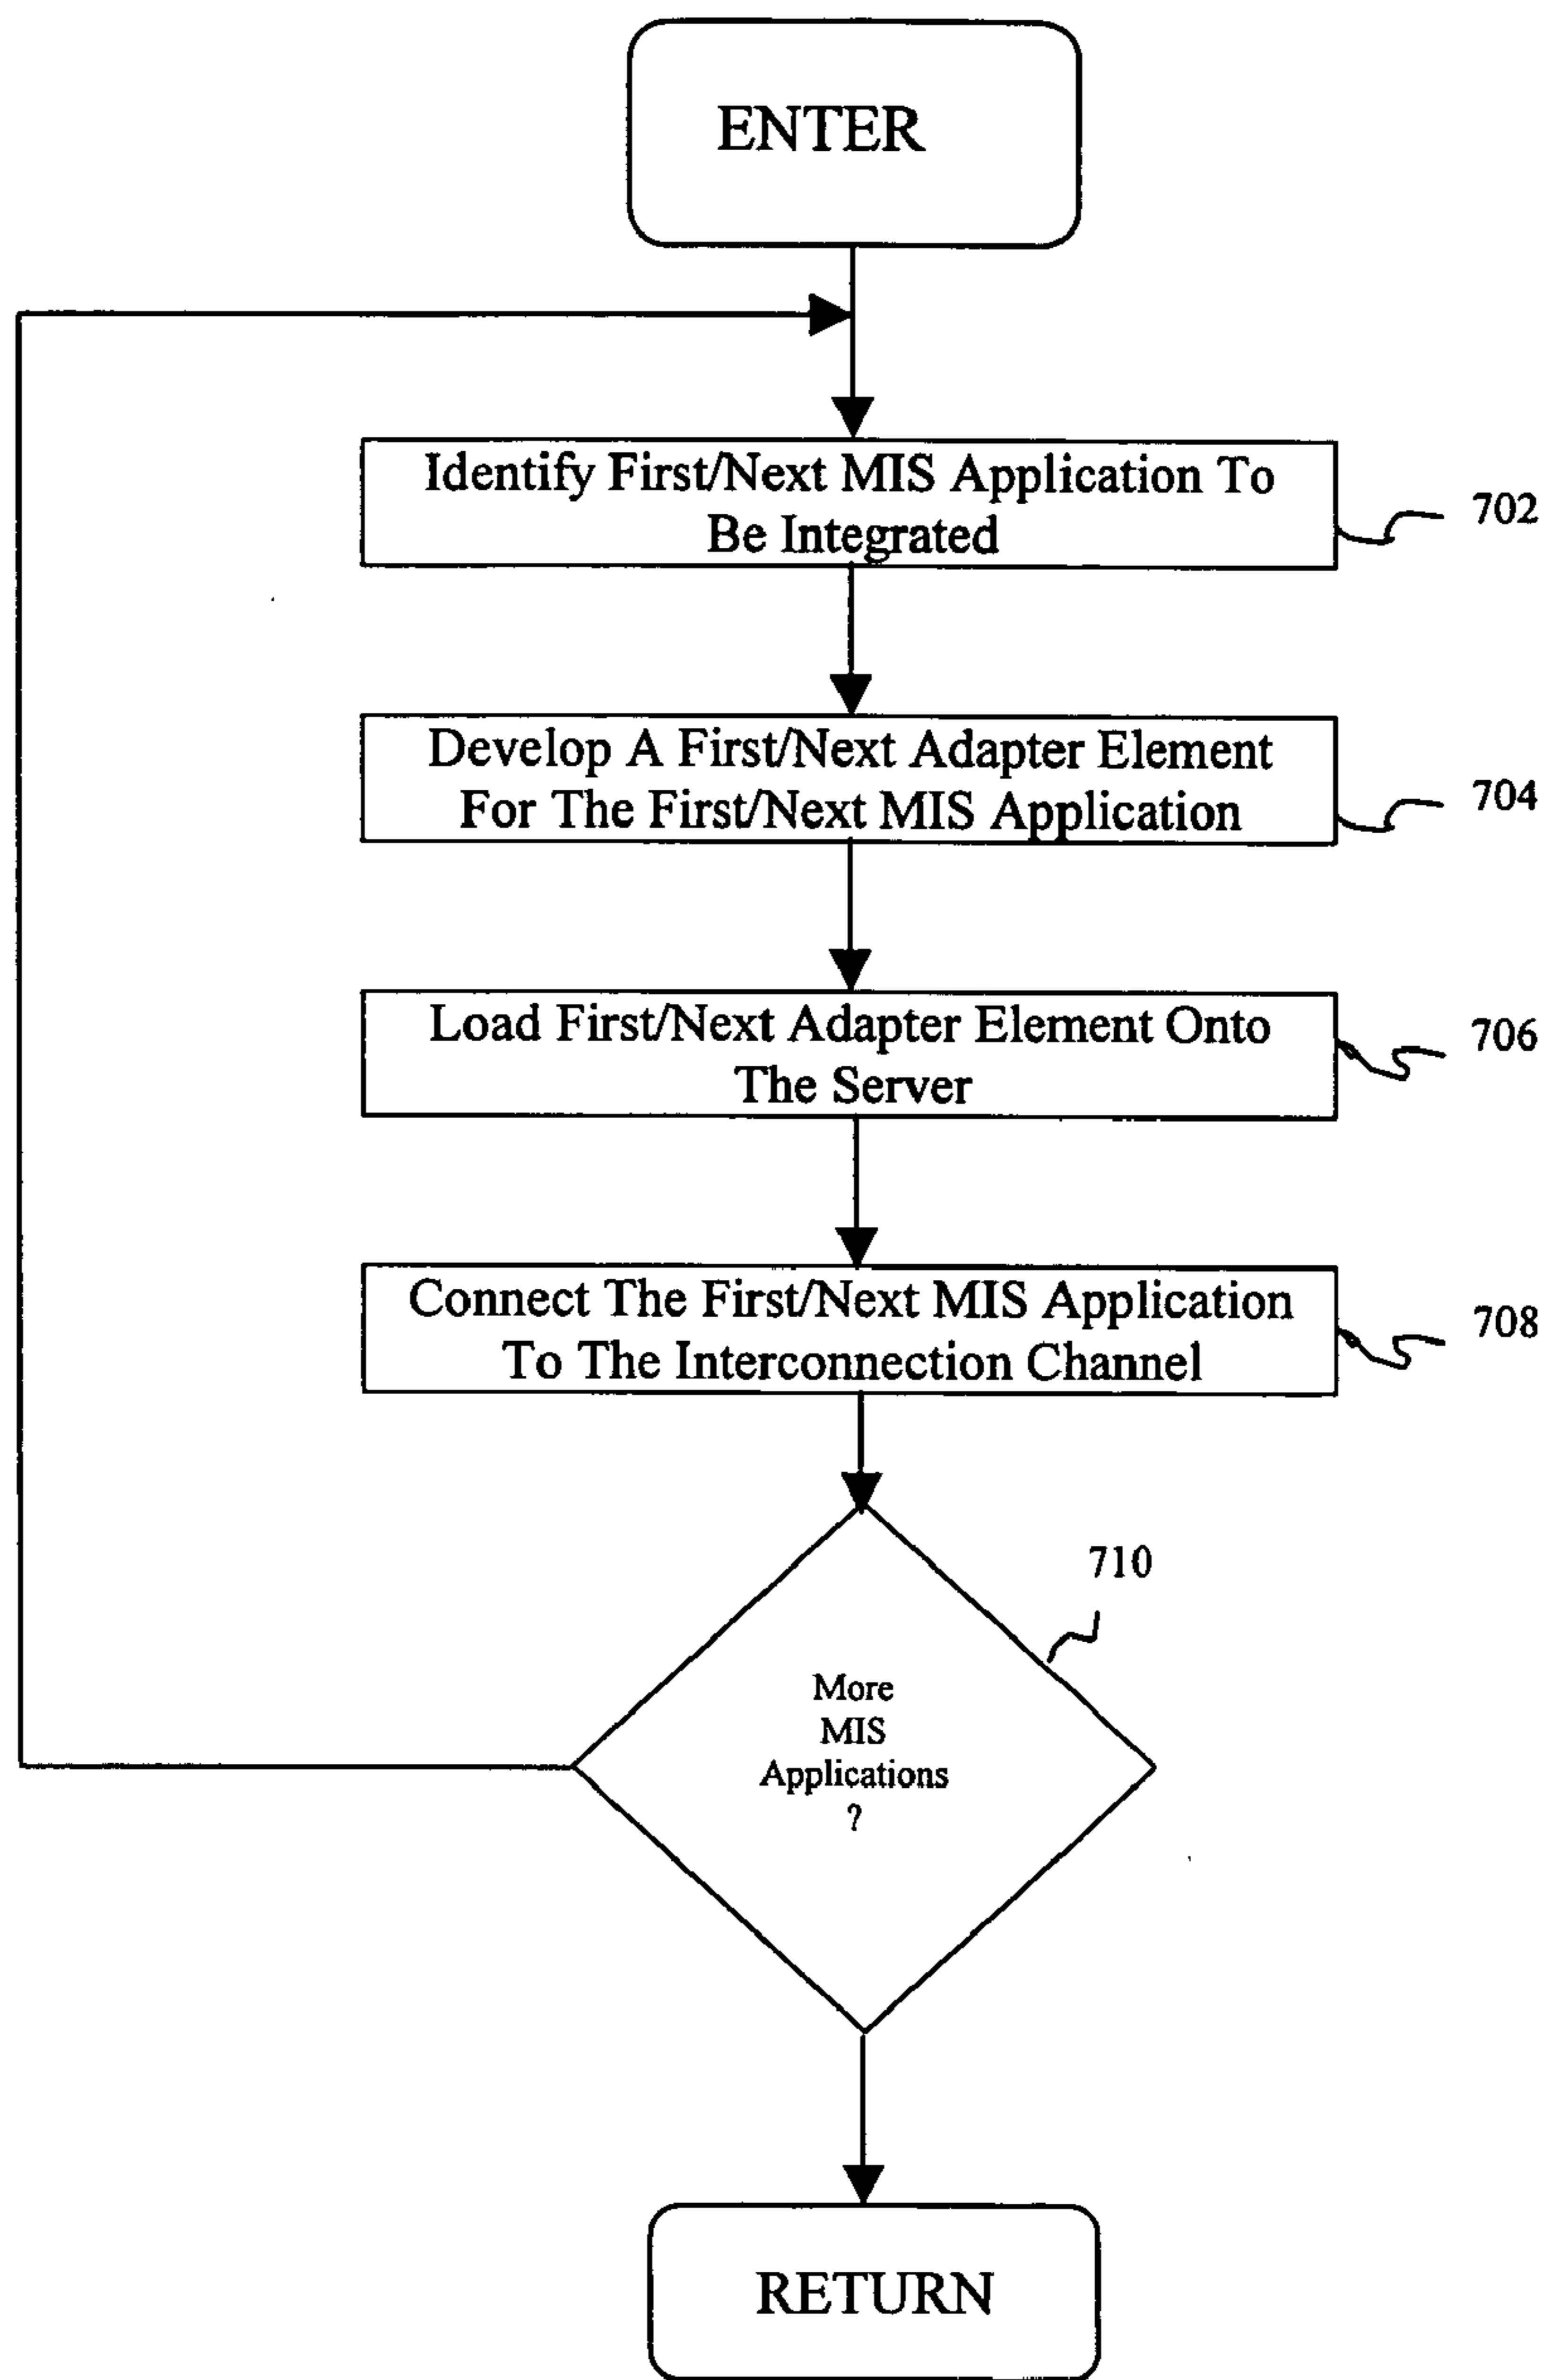 ENTER
Identify First/Next MIS Application To
Be Integrated
702
Develop A First/Next Adapter Element
For The First/Next MIS Application
704
Load First/Next Adapter Element Onto
The Server
706
Connect The First/Next MIS Application
To The Interconnection Channel
708
710
More
MIS
Applications
?
RETURN